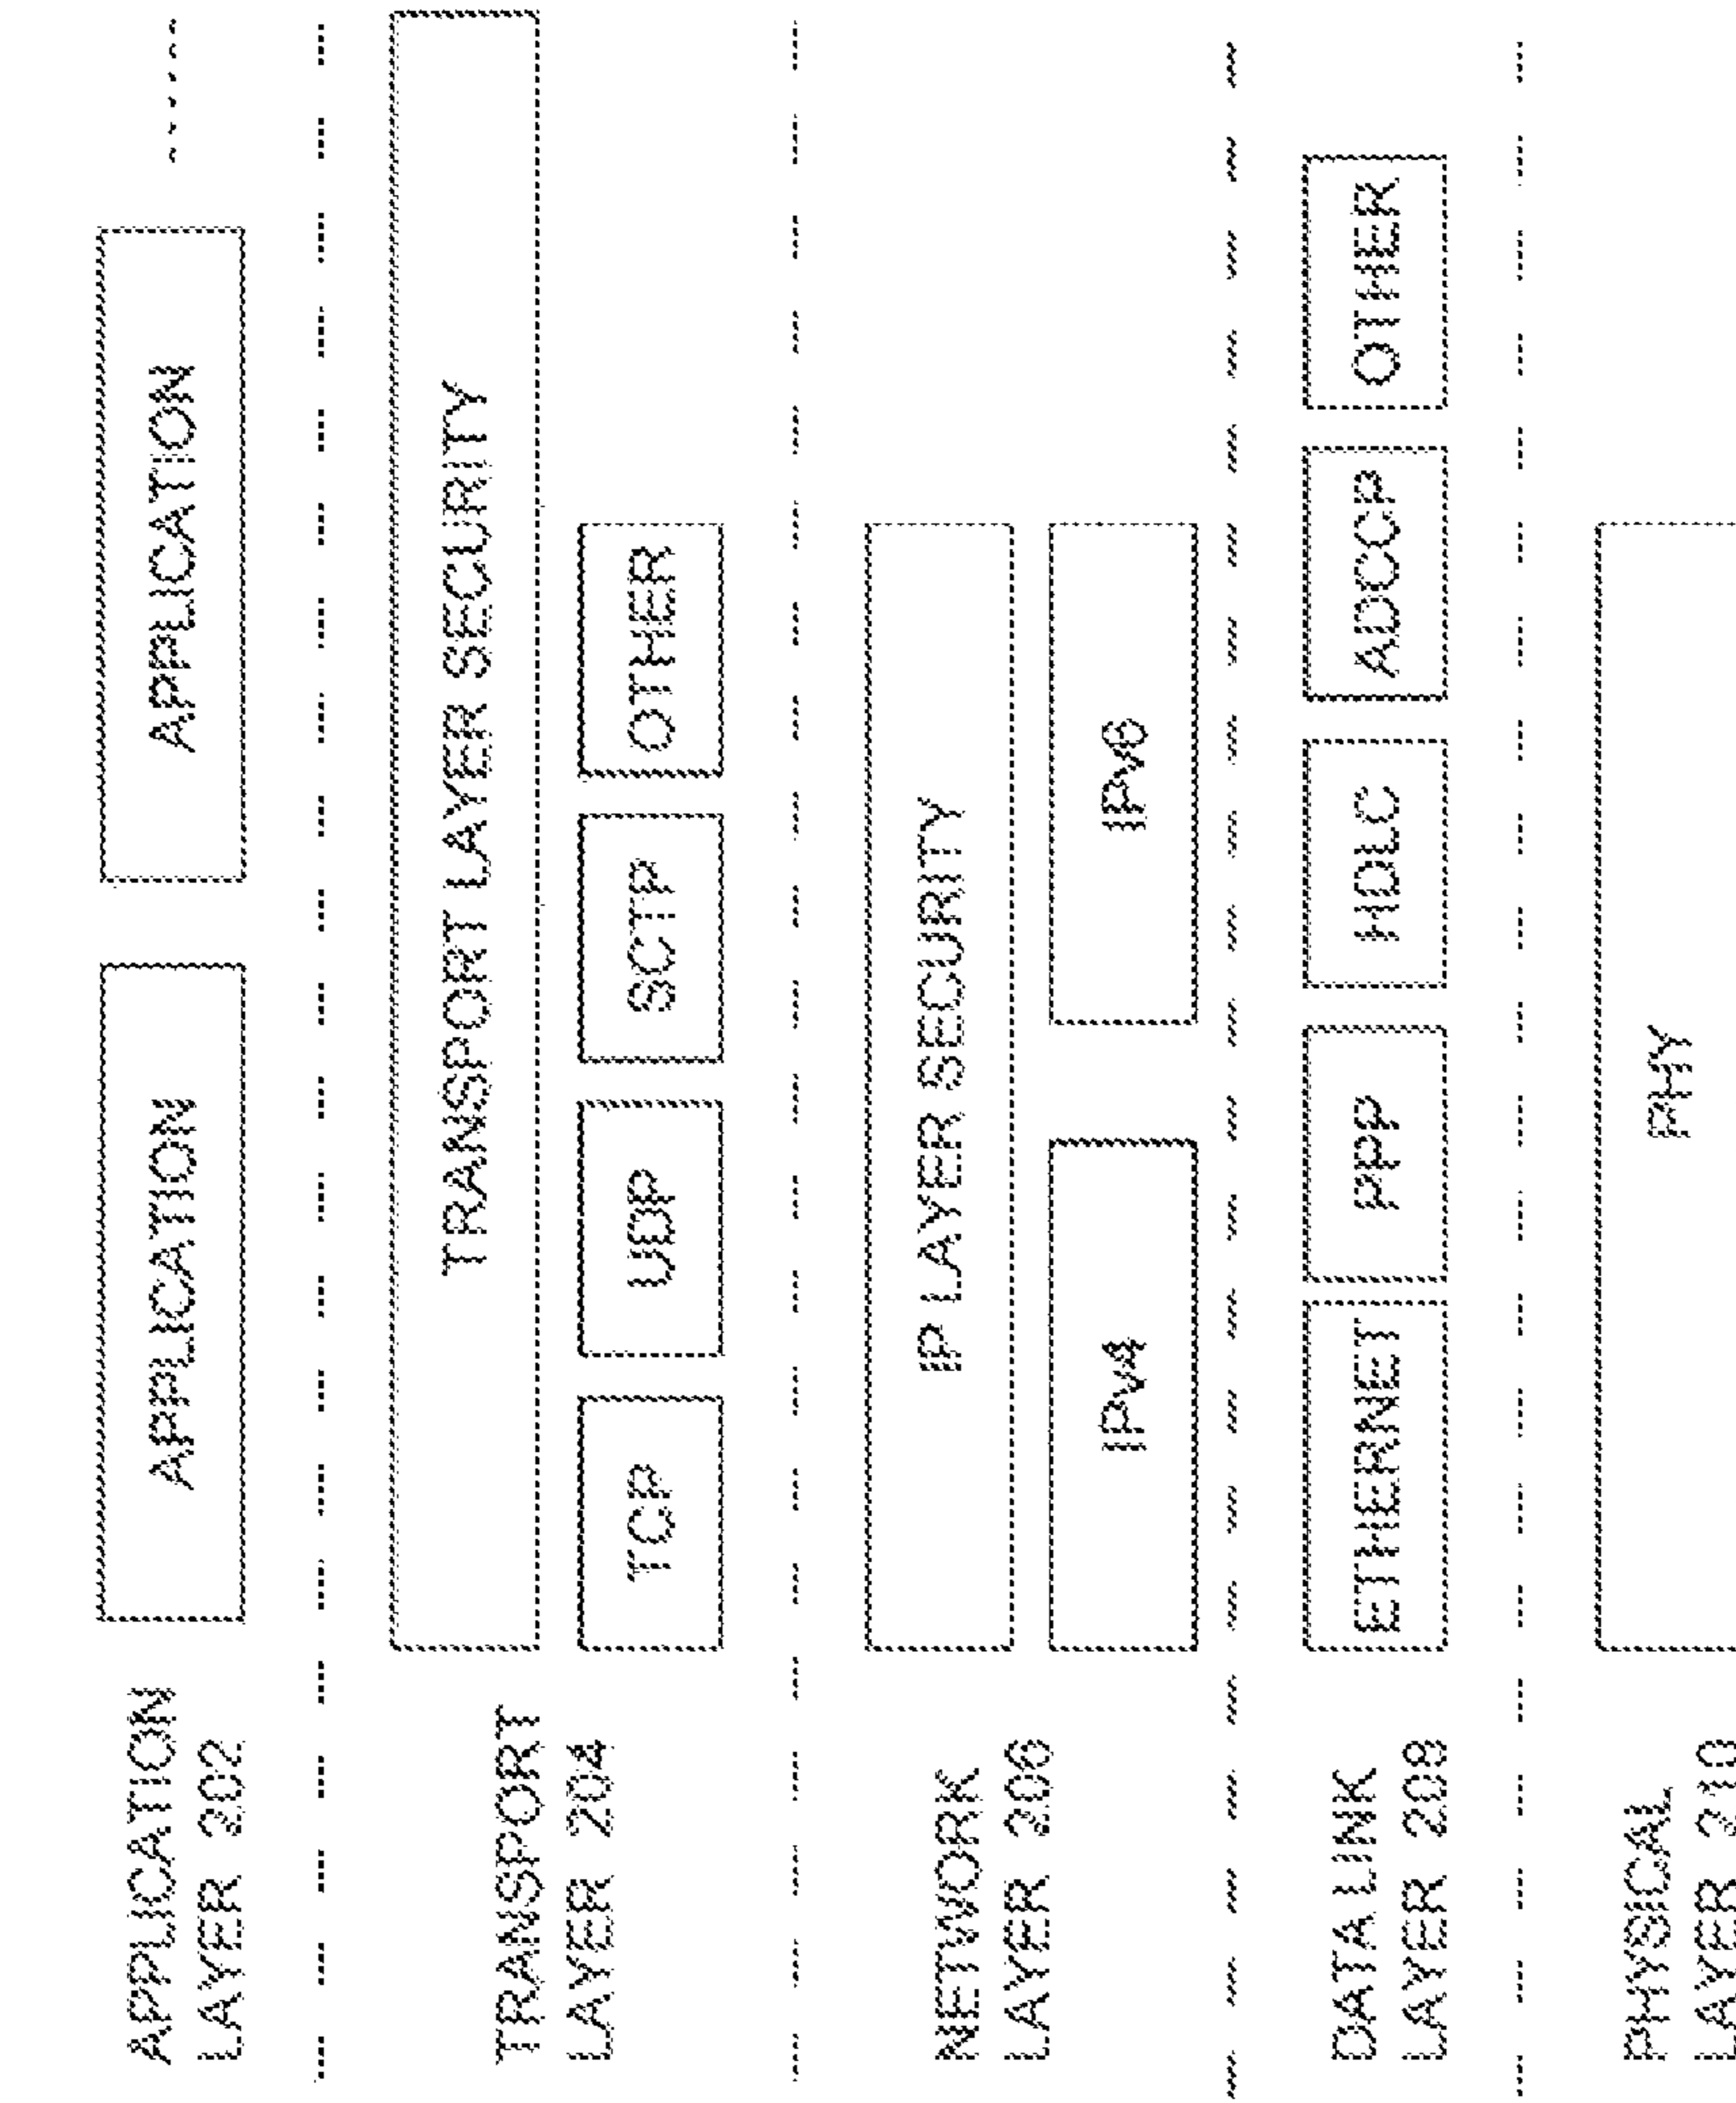 APPLICATION
LAYER 202
APPLICATION
APPLICATION
TRANSPORT
LAYER 204
TRANSPORT LAYER SECURITY
TCP
UDP
SCTP
OTHER
NETWORK
LAYER 206
IP LAYER SECURITY
IPv4
IPv6
DATA LINK
LAYER 208
ETHERNET
PPP
HDLC
ADCCP
OTHER
PHYSICAL
LAYER 210
PHY